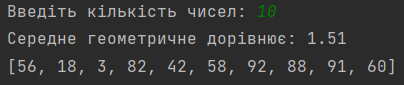 Введіть кількість чисел: 10
Середнє геометричне дорівнює: 1.51
[56, 18, 3, 82, 42, 58, 92, 88, 91, 60]